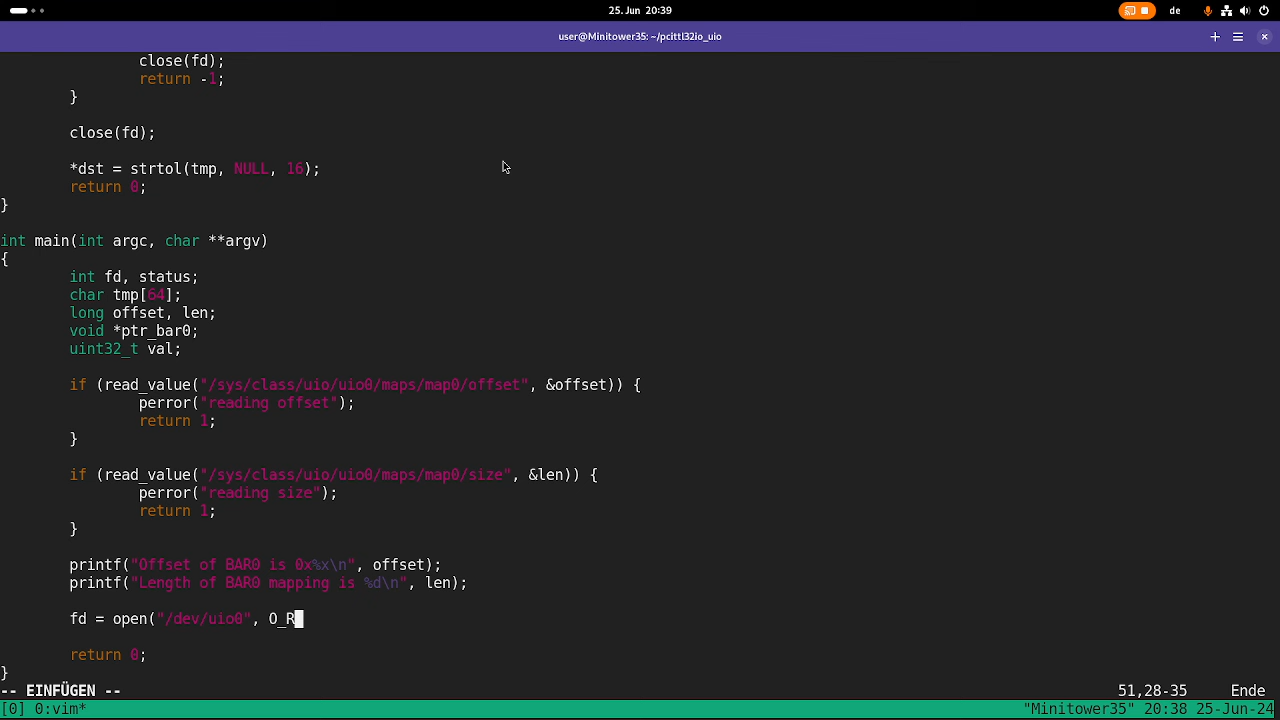 25. Jun 20:39
de
user@Minitower35: ~/pcittl32io_uio
                close(fd);
                return -1;
        }

        close(fd);

        *dst = strtol(tmp, NULL, 16);
        return 0;
}

int main(int argc, char **argv)
{
        int fd, status;
        char tmp[64];
        long offset, len;
        void *ptr_bar0;
        uint32_t val;

        if (read_value("/sys/class/uio/uio0/maps/map0/offset", &offset)) {
                perror("reading offset");
                return 1;
        }

        if (read_value("/sys/class/uio/uio0/maps/map0/size", &len)) {
                perror("reading size");
                return 1;
        }

        printf("Offset of BAR0 is 0x%x\n", offset);
        printf("Length of BAR0 mapping is %d\n", len);

        fd = open("/dev/uio0", O_R

        return 0;
}
-- EINFÜGEN -- 51,28-35 Ende
[0] 0:vim* "Minitower35" 20:38 25-Jun-24